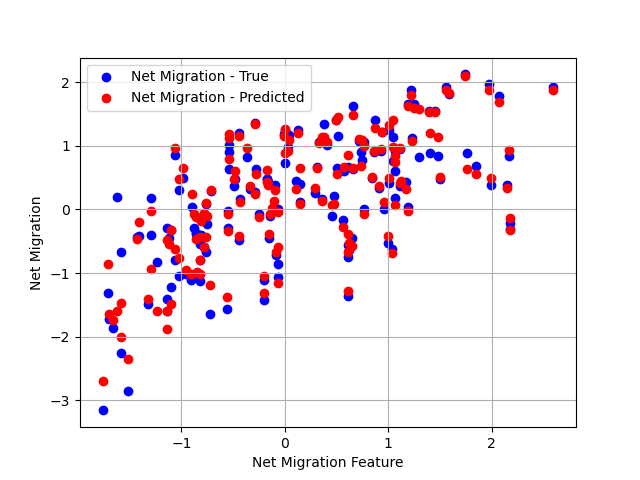 Net Migration - True
Net Migration - Predicted
2
1
0
−1
−2
−3
Net Migration
−1
0
1
2
Net Migration Feature